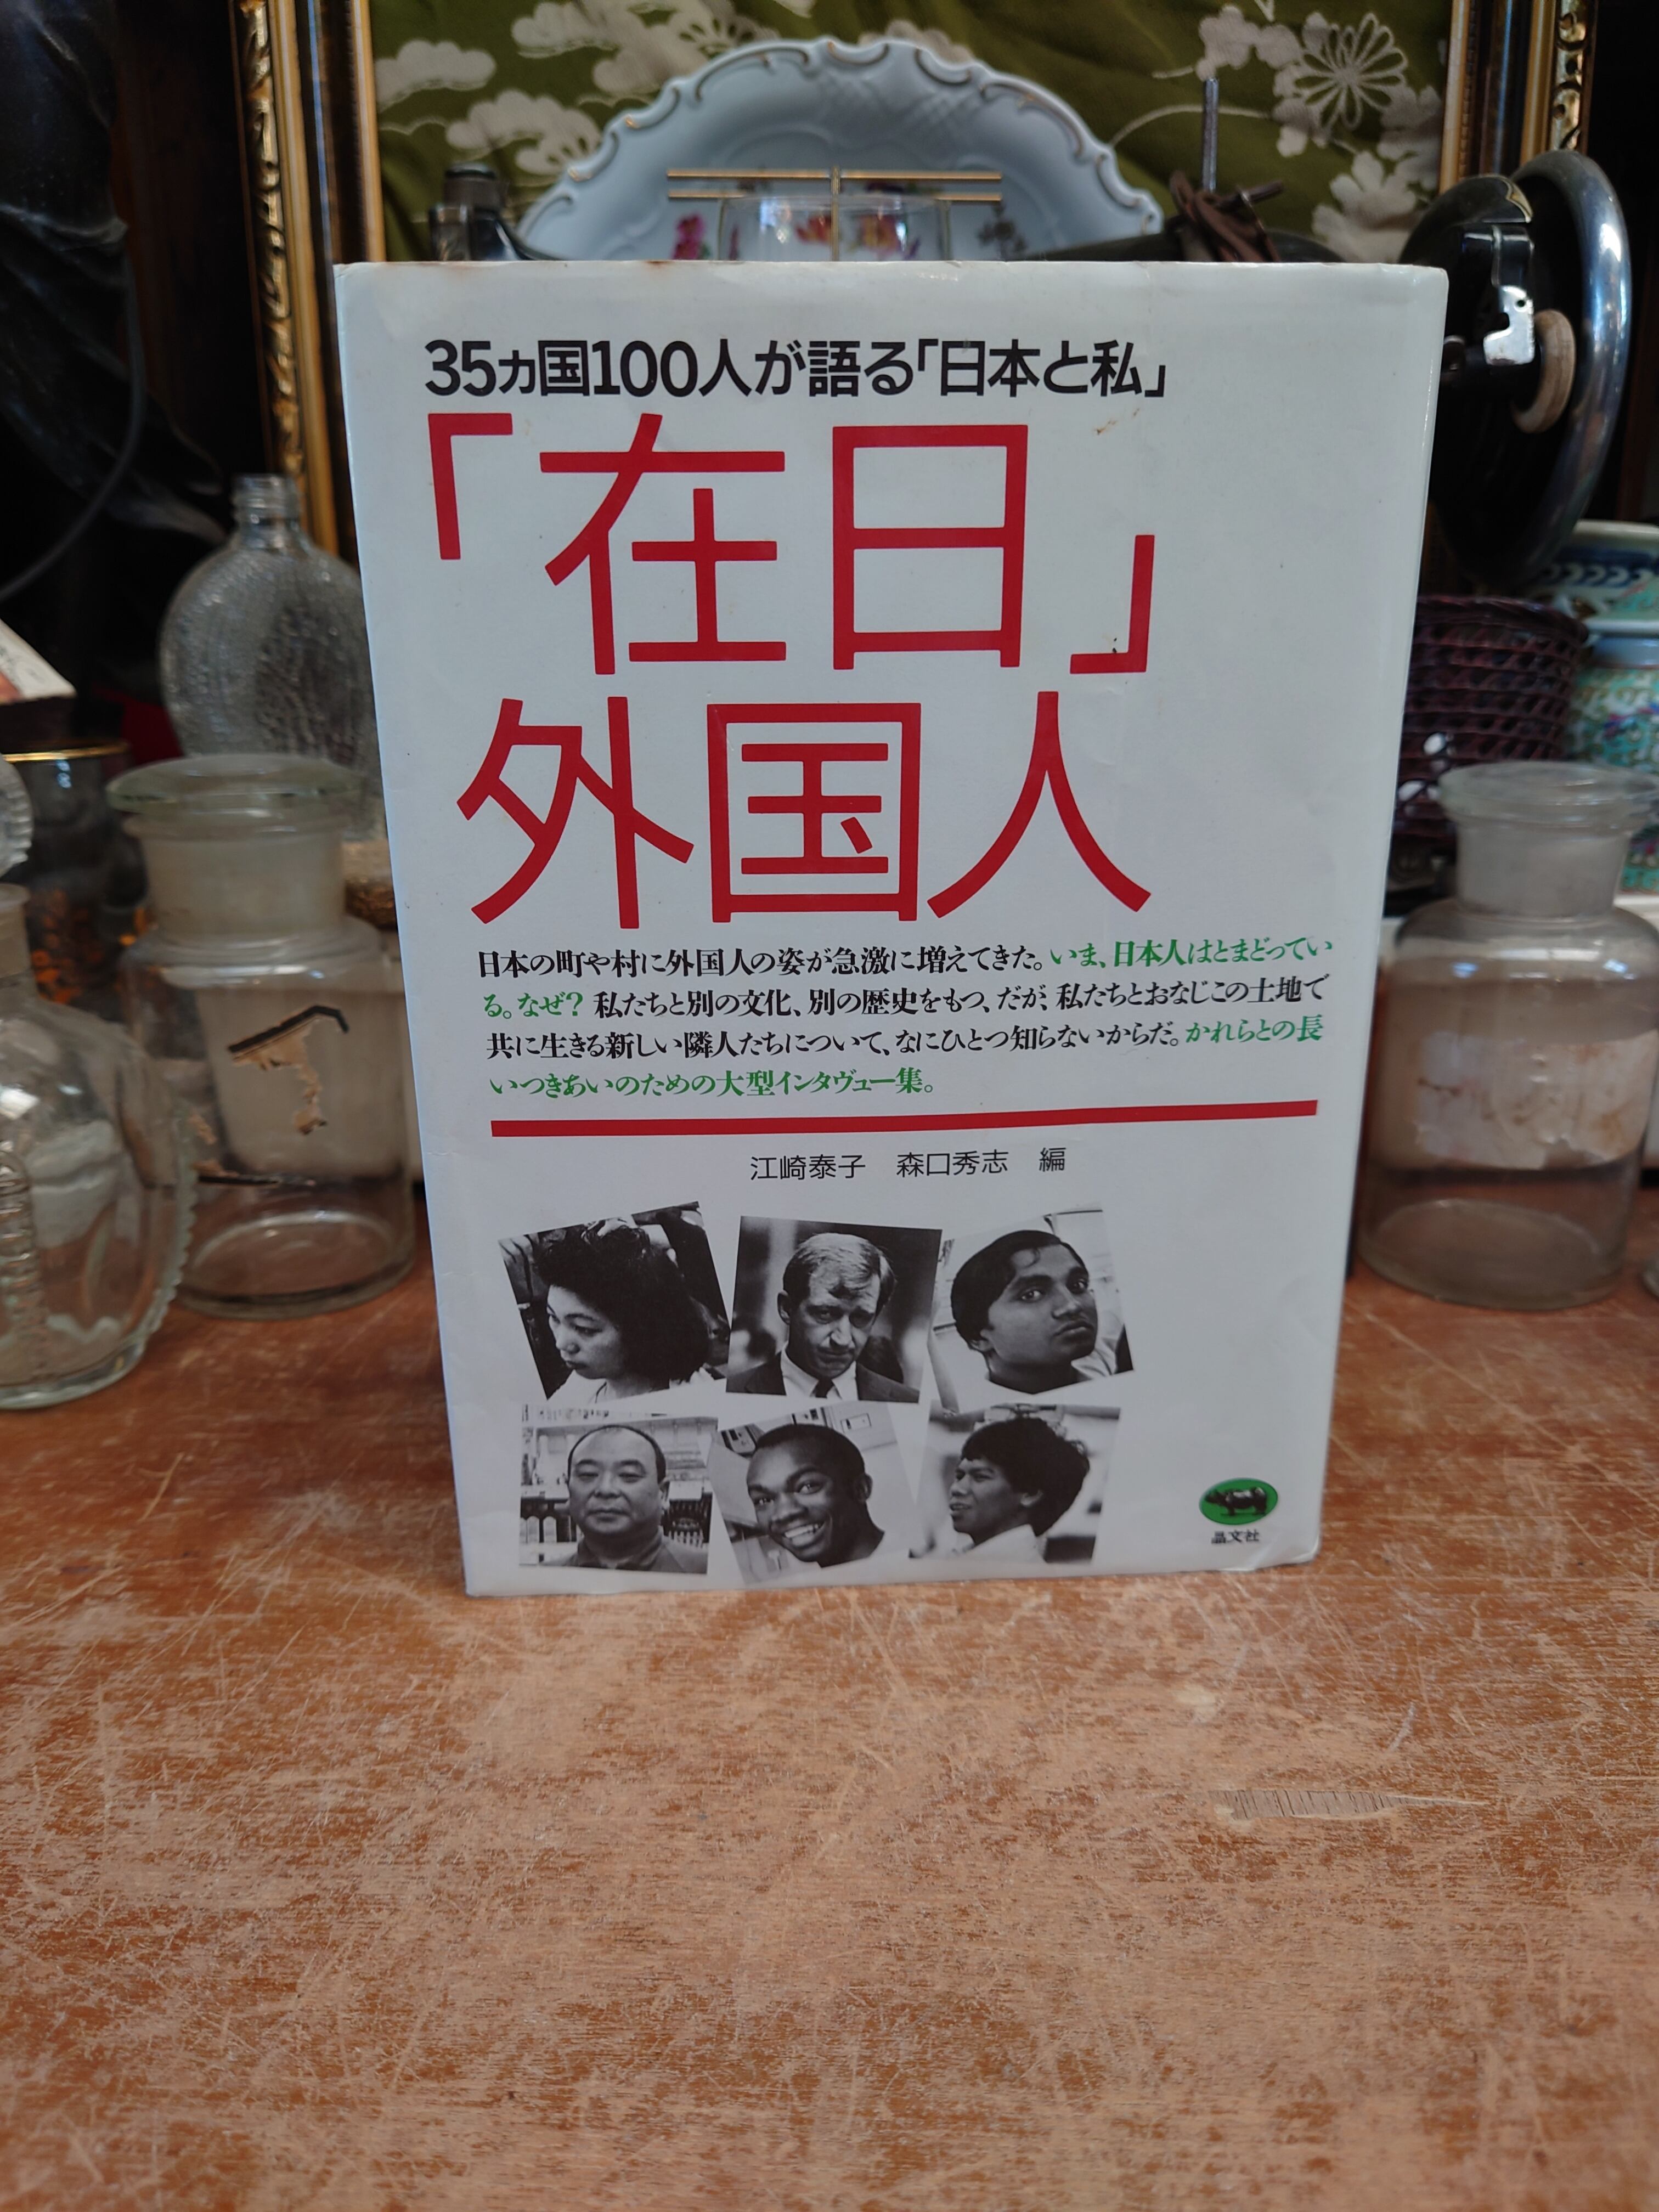 35ヵ国100人が語る「日本と私」
「在日」
外国人
日本の町や村に外国人の姿が急激に増えてきた。いま、日本人はとまどってい
る。なぜ? 私たちと別の文化、別の歴史をもつ、だが、私たちとおなじこの土地で
共に生きる新しい隣人たちについて、なにひとつ知らないからだ。かれらとの長
いつきあいのための大型インタヴュー集。
江崎泰子 森口秀志 編
晶文社